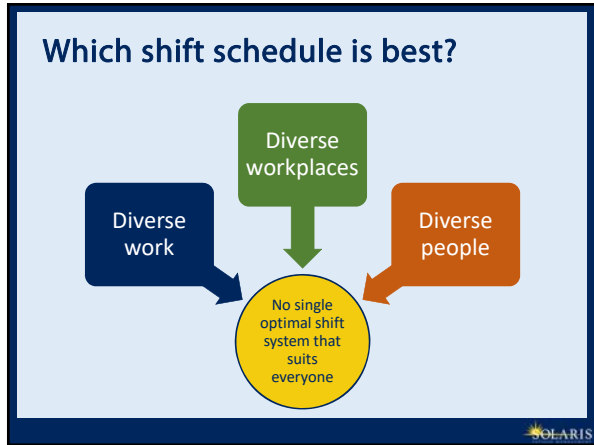 Which shift schedule is best?
Diverse
workplaces
Diverse
work
Diverse
people
No single
optimal shift
system that
suits
everyone
SOLARIS